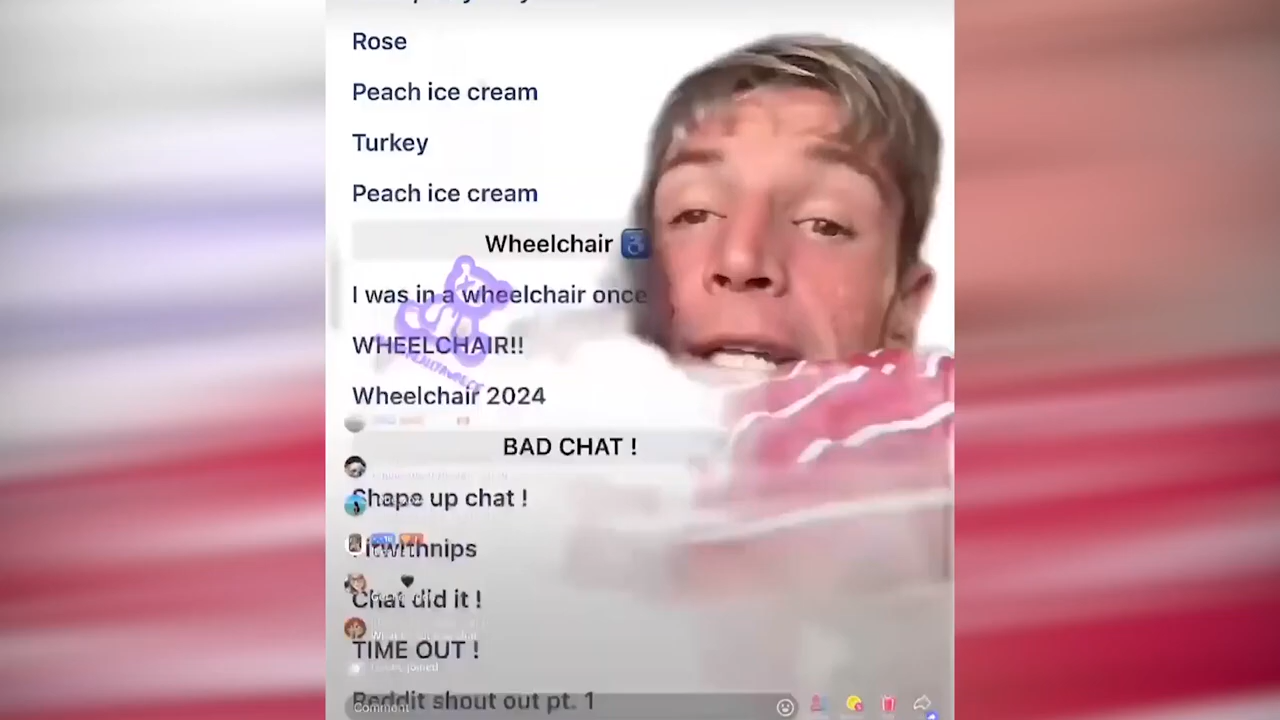 Rose
Peach ice cream
Turkey
Peach ice cream
Wheelchair ♿
I was in a wheelchair once
WHEELCHAIR!!
Wheelchair 2024
BAD CHAT !
Shape up chat !
Chat did it !
TIME OUT !
joined
Reddit shout out pt. 1
Comment